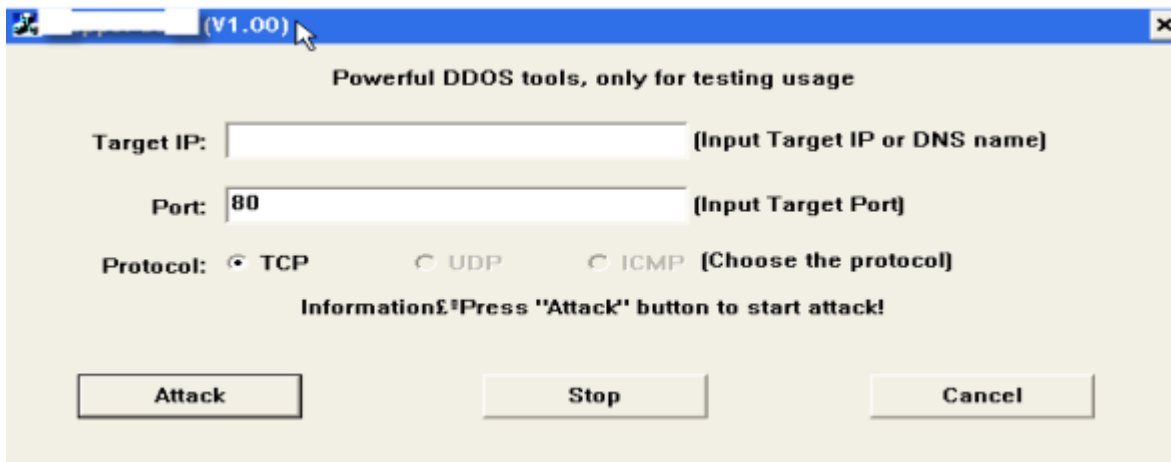 (V1.00)
Powerful DDOS tools, only for testing usage
Target IP: (Input Target IP or DNS name)
Port: 80 (Input Target Port)
Protocol: TCP UDP ICMP (Choose the protocol)
Information£ºPress "Attack" button to start attack!
Attack Stop Cancel